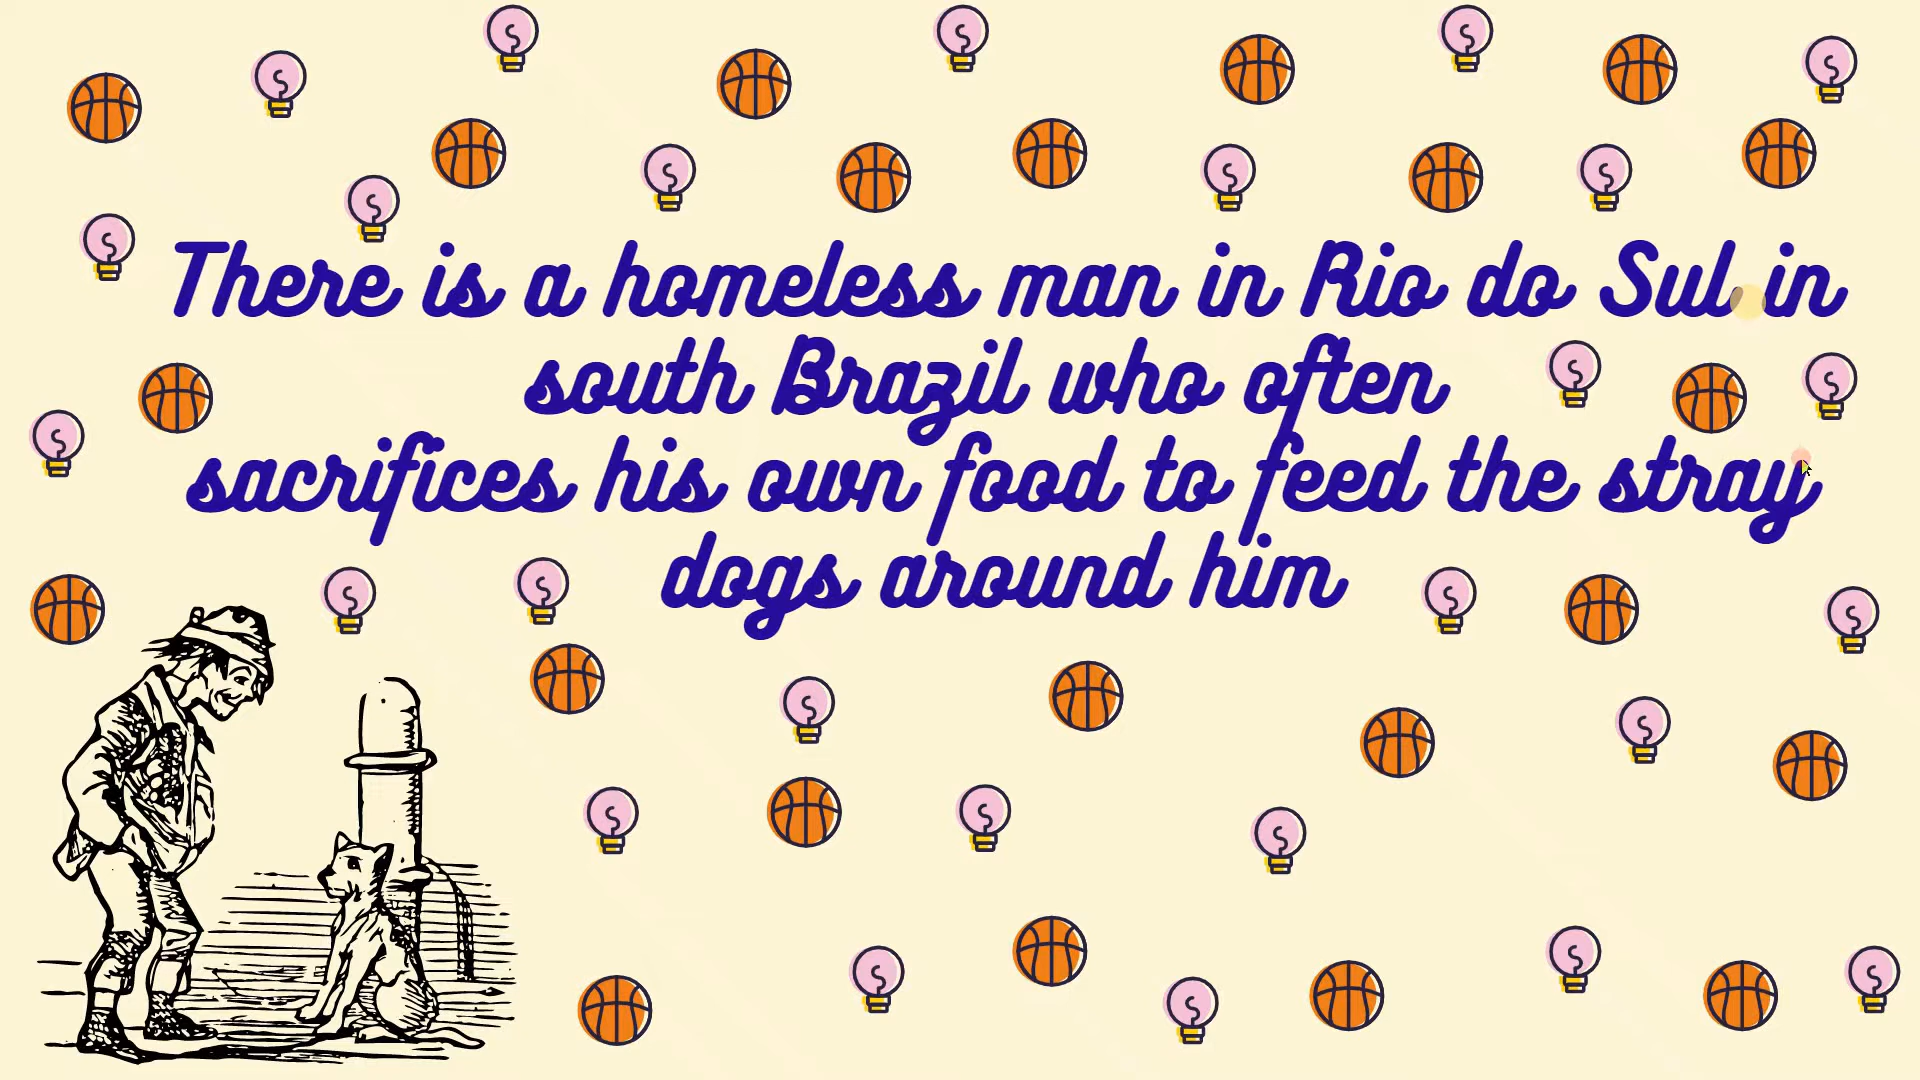 There is a homeless man in Rio do Sul, in
south Brazil who often
sacrifices his own food to feed the stray
dogs around him